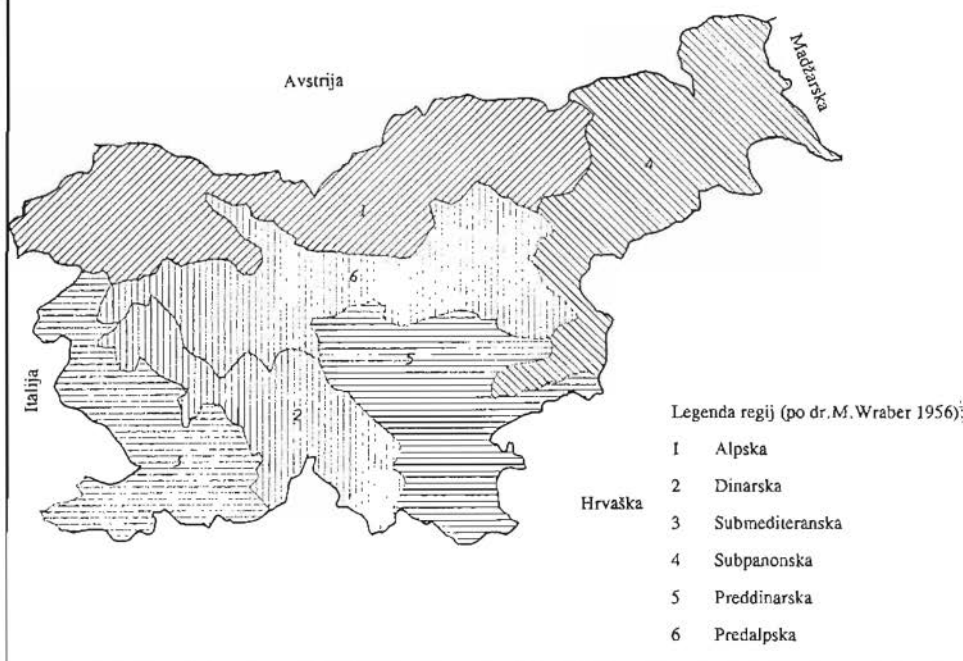 Avstrija
Madžarska
4
1
6
5
Italija
2
Legenda regij (po dr.M.Wraber 1956):
Hrvaška
1 Alpska
2 Dinarska
3 Submediteranska
4 Subpanonska
5 Preddinarska
6 Predalpska